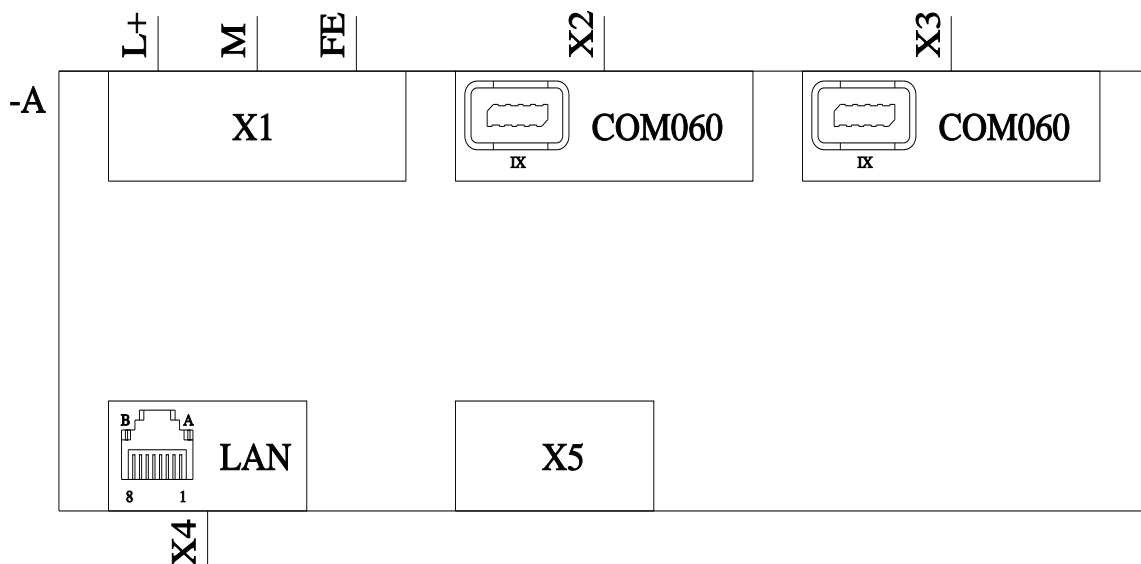 L+ M FE X2 X3
-A
X1 COM060 COM060
IX IX
B A
LAN X5
8 1
X4